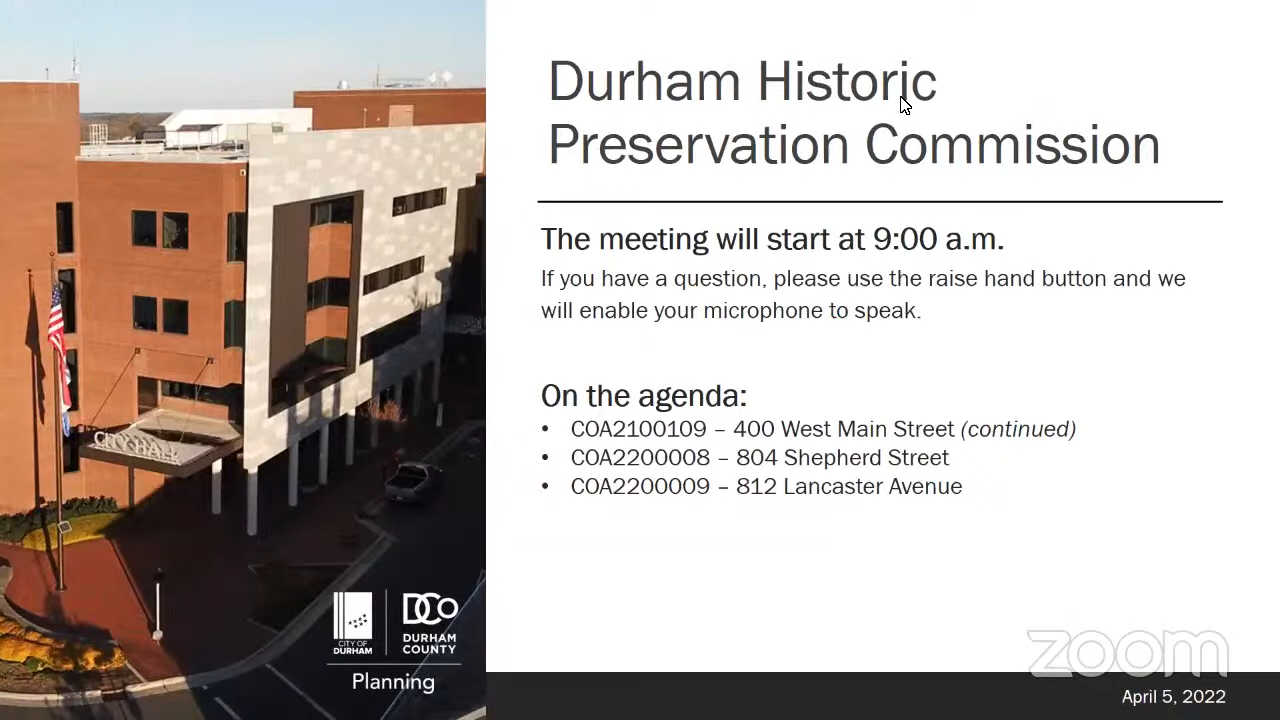 Durham Historic
Preservation Commission
The meeting will start at 9:00 a.m.
If you have a question, please use the raise hand button and we
will enable your microphone to speak.
On the agenda:
• COA2100109 – 400 West Main Street (continued)
• COA2200008 – 804 Shepherd Street
• COA2200009 – 812 Lancaster Avenue
CITY HALL
CITY OF
DURHAM
DCO
DURHAM
COUNTY
Planning
zoom
April 5, 2022